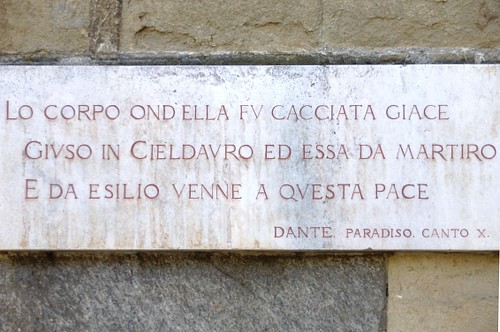 LO CORPO OND'ELLA FV CACCIATA GIACE
GIVSO IN CIELDAVRO ED ESSA DA MARTIRO
E DA ESILIO VENNE A QVESTA PACE
DANTE. PARADISO. CANTO X.